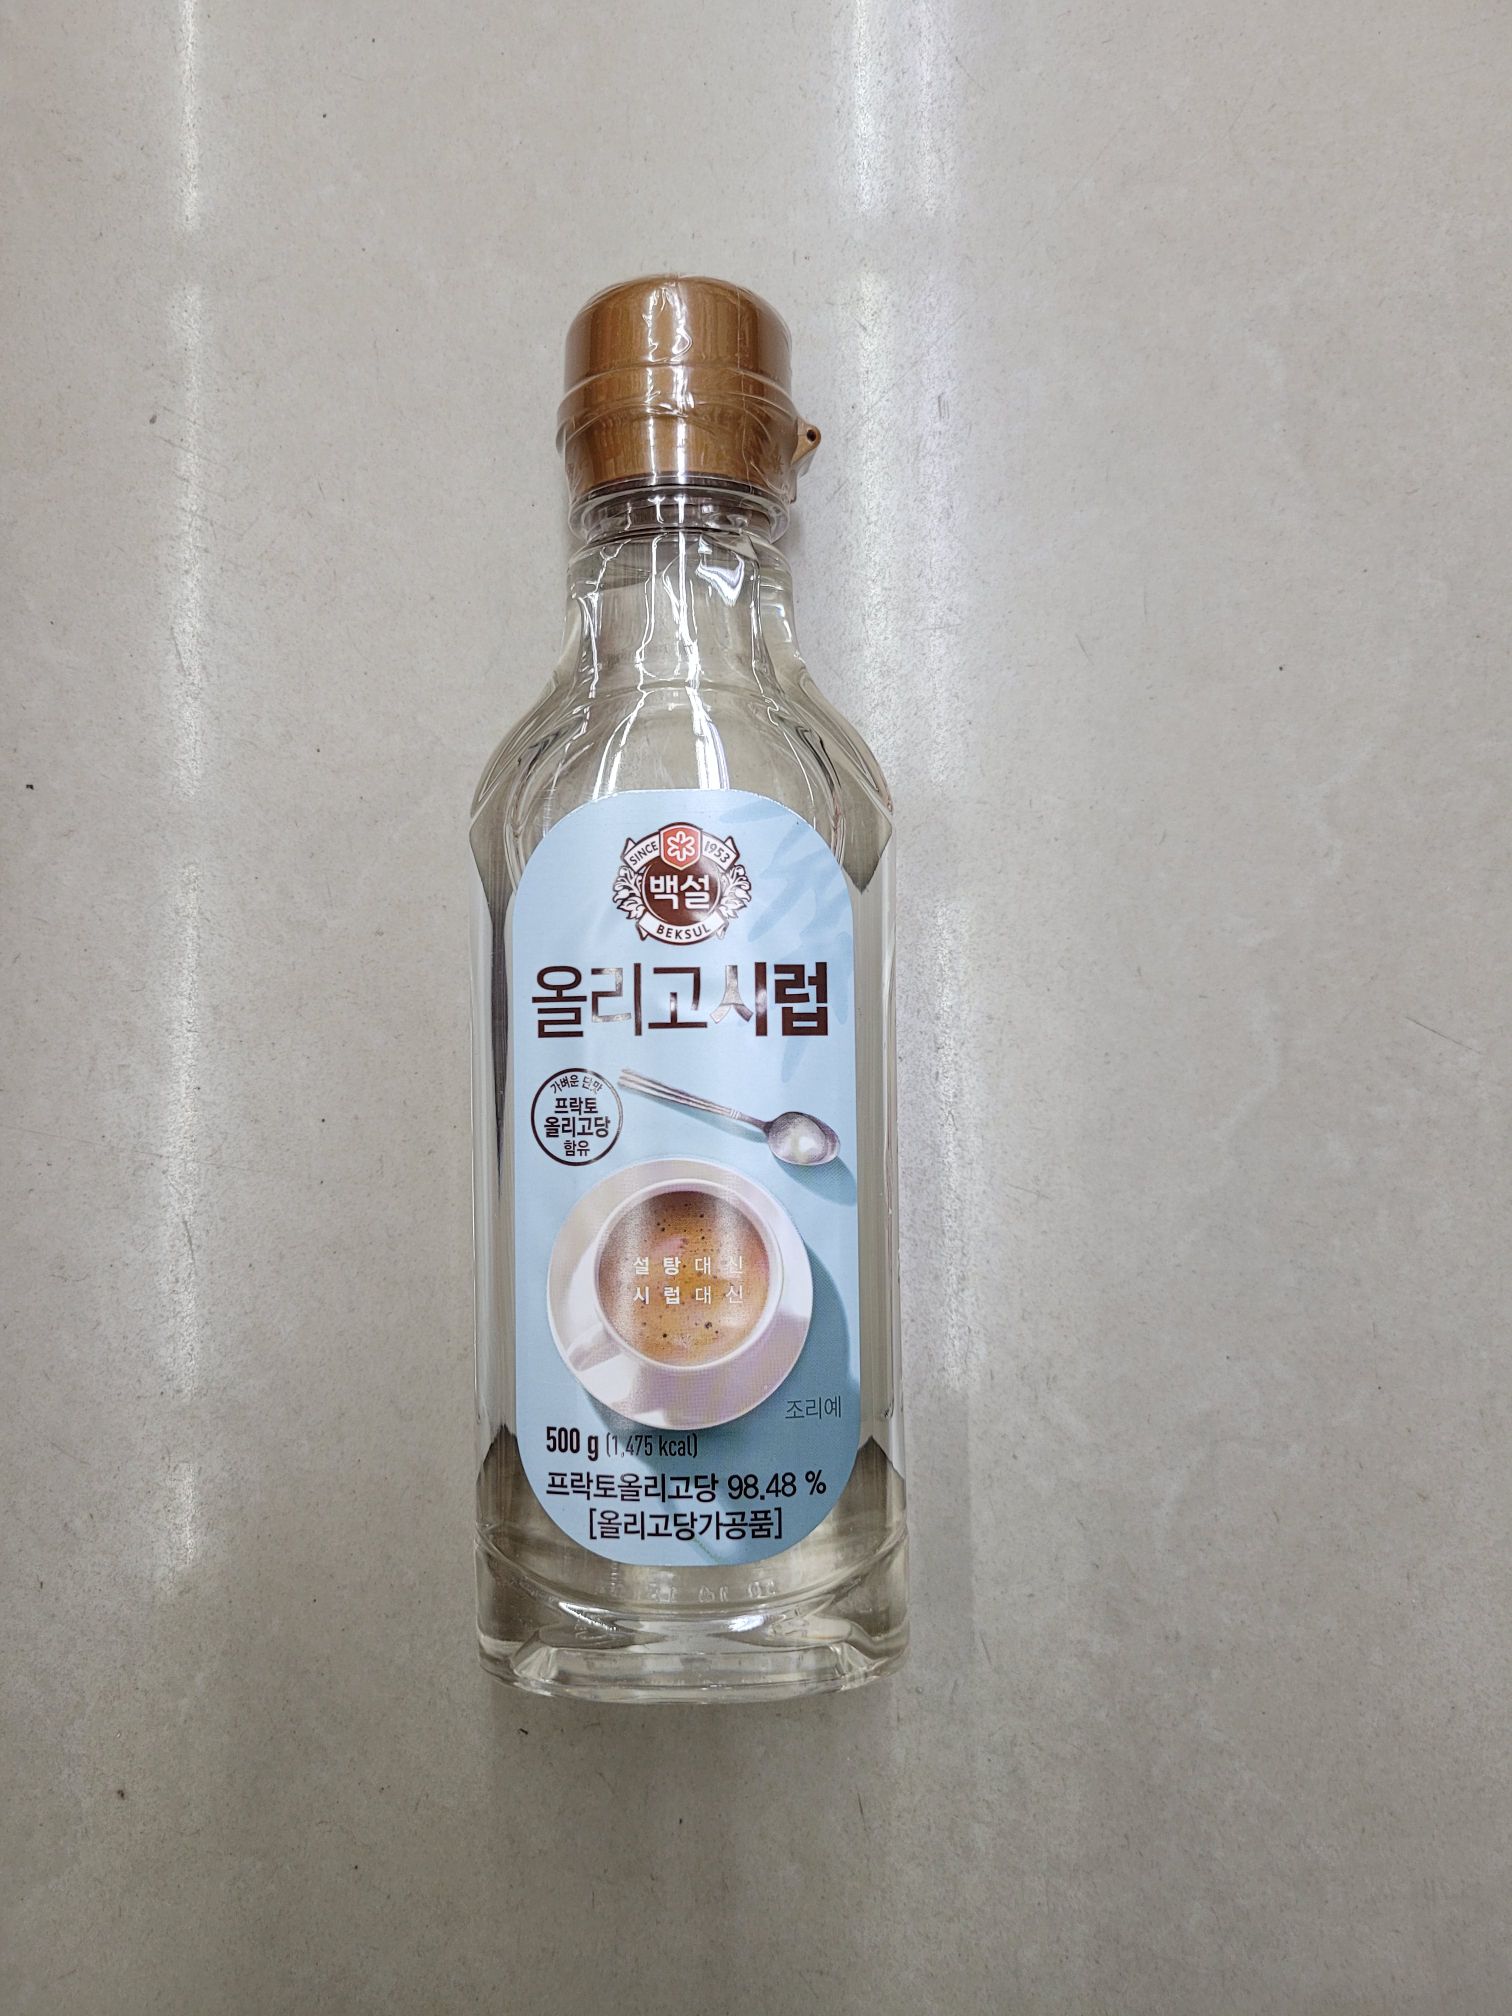 SINCE 1953
백설
BEKSUL
올리고시럽
가벼운 단맛
프락토
올리고당
함유
설탕대신
시럽대신
조리예
500 g (1,475 kcal)
프락토올리고당 98.48 %
[올리고당가공품]